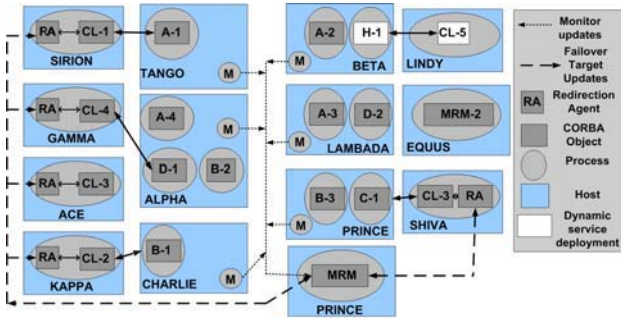 RA CL-1
SIRION
A-1
TANGO
M
RA CL-4
GAMMA
A-4
M
D-1
B-2
ALPHA
RA CL-3
ACE
RA CL-2
KAPPA
B-1
CHARLIE
M
A-2
H-1
M
BETA
CL-5
LINDY
A-3
D-2
M
LAMBADA
MRM-2
EQUUS
B-3
C-1
M
PRINCE
CL-3
RA
SHIVA
MRM
PRINCE
Monitor
updates
Failover
Target
Updates
RA
Redirection
Agent
CORBA
Object
Process
Host
Dynamic
service
deployment